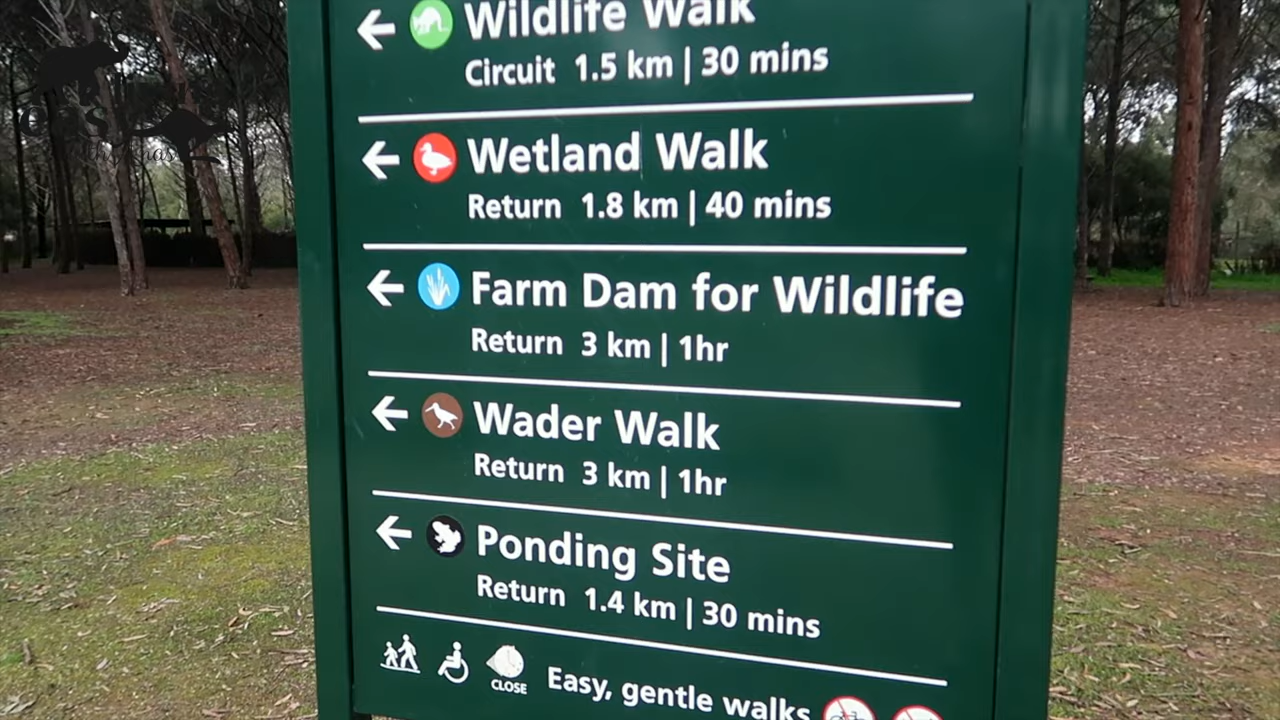 Wildlife Walk
Circuit 1.5 km | 30 mins
Wetland Walk
Return 1.8 km | 40 mins
Farm Dam for Wildlife
Return 3 km | 1hr
Wader Walk
Return 3 km | 1hr
Ponding Site
Return 1.4 km | 30 mins
CLOSE
Easy, gentle walks